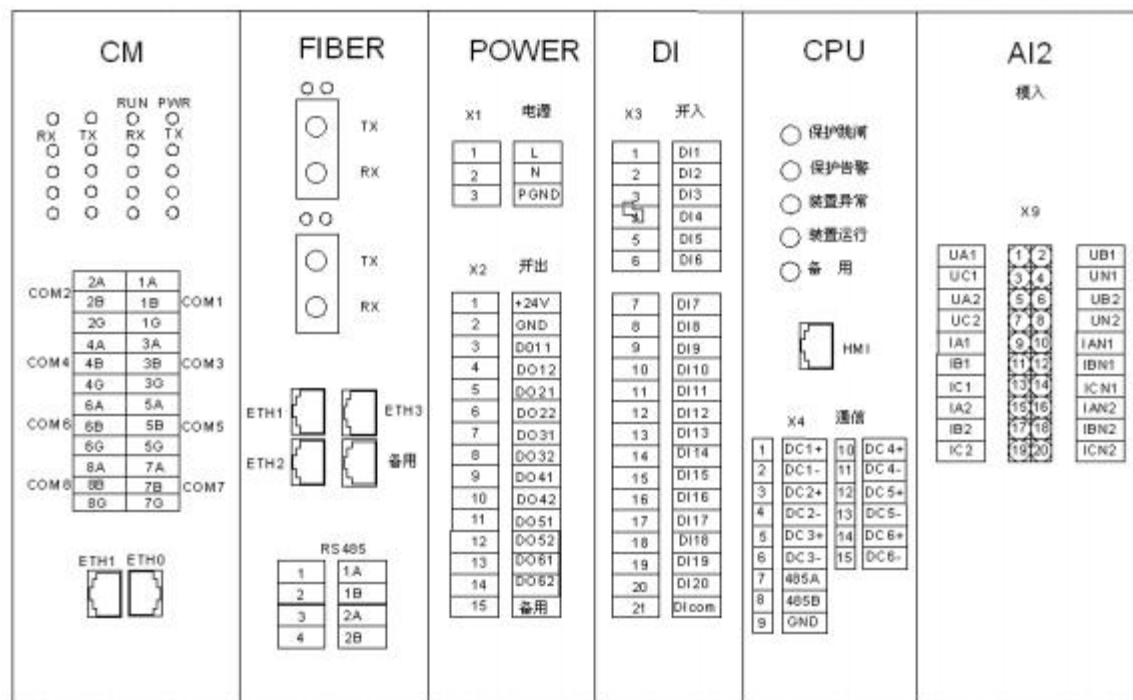 CM
RUN PWR
RX TX RX TX
COM2 2A 1A
2B 1B COM1
2G 1G
4A 3A
COM4 4B 3B COM3
4G 3G
6A 5A
COM6 6B 5B COM5
6G 5G
8A 7A
COM8 8B 7B COM7
8G 7G
ETH1 ETH0
FIBER
TX
RX
TX
RX
ETH1 ETH3
ETH2 备用
RS485
1 1A
2 1B
3 2A
4 2B
POWER
X1 电源
1 L
2 N
3 PGND
X2 开出
1 +24V
2 GND
3 DO11
4 DO12
5 DO21
6 DO22
7 DO31
8 DO32
9 DO41
10 DO42
11 DO51
12 DO52
13 DO61
14 DO62
15 备用
DI
X3 开入
1 DI1
2 DI2
3 DI3
4 DI4
5 DI5
6 DI6
7 DI7
8 DI8
9 DI9
10 DI10
11 DI11
12 DI12
13 DI13
14 DI14
15 DI15
16 DI16
17 DI17
18 DI18
19 DI19
20 DI20
21 DIcom
CPU
保护跳闸
保护告警
装置异常
装置运行
备 用
HMI
X4 通信
1 DC1+ 10 DC4+
2 DC1- 11 DC4-
3 DC2+ 12 DC5+
4 DC2- 13 DC5-
5 DC3+ 14 DC6+
6 DC3- 15 DC6-
7 485A
8 485B
9 GND
AI2
模入
X9
UA1 1 2 UB1
UC1 3 4 UN1
UA2 5 6 UB2
UC2 7 8 UN2
IA1 9 10 IAN1
IB1 11 12 IBN1
IC1 13 14 ICN1
IA2 15 16 IAN2
IB2 17 18 IBN2
IC2 19 20 ICN2